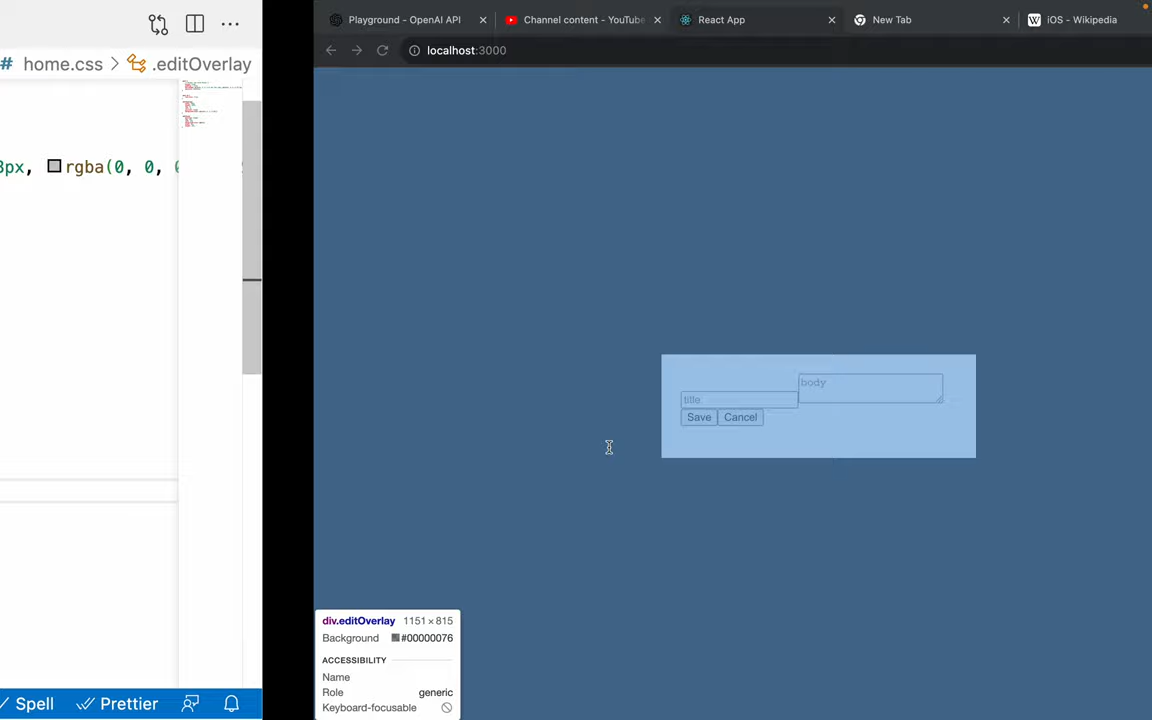 # home.css > .editOverlay
3px, rgba(0, 0, 0
Spell
Prettier
Playground - OpenAI API
Channel content - YouTube
React App
New Tab
iOS - Wikipedia
localhost:3000
title
body
Save
Cancel
div.editOverlay 1151 × 815
Background #00000076
ACCESSIBILITY
Name
Role generic
Keyboard-focusable